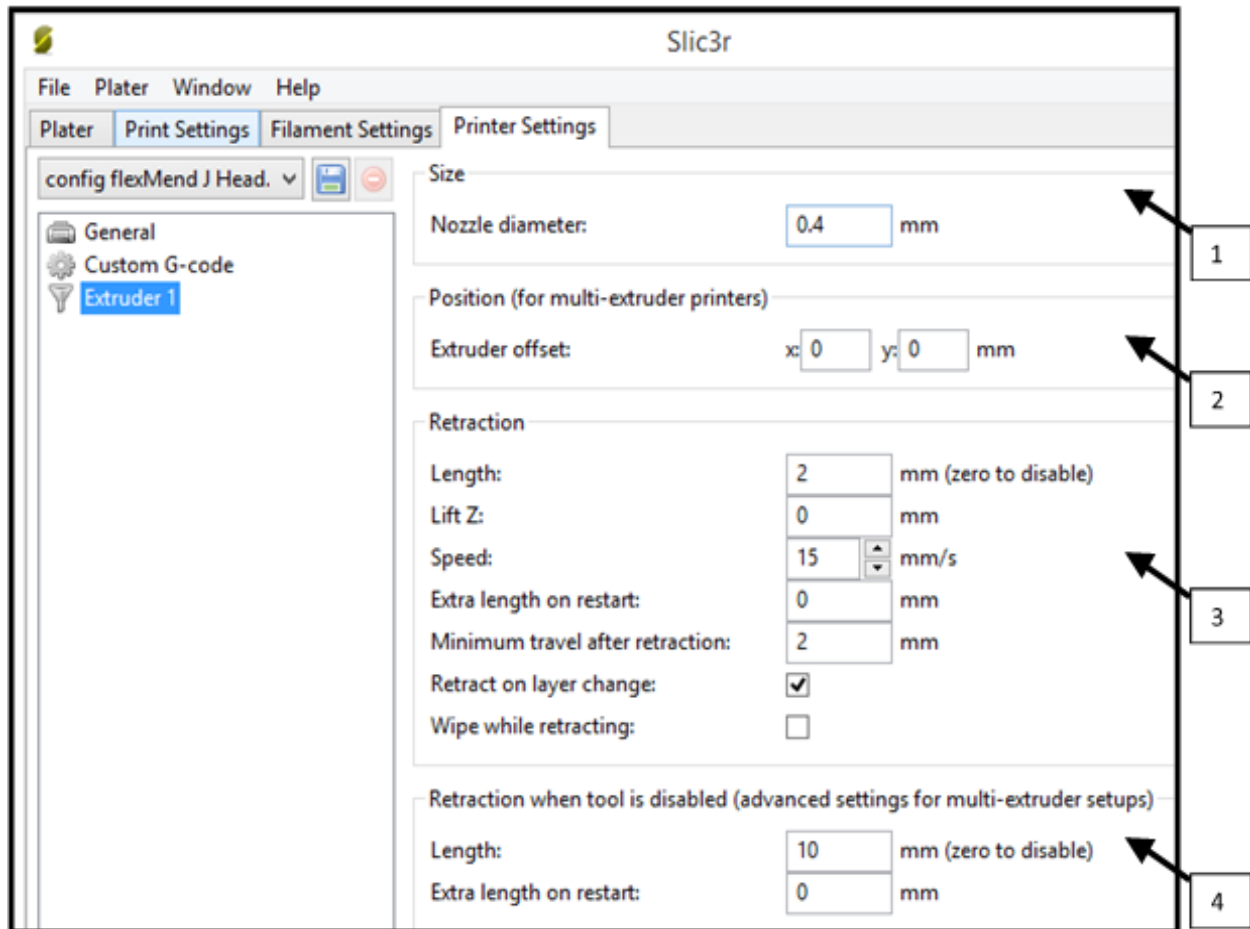 Slic3r
File Plater Window Help
Plater Print Settings Filament Settings Printer Settings
config flexMend J Head.
General
Custom G-code
Extruder 1
Size
Nozzle diameter: 0.4 mm
1
Position (for multi-extruder printers)
Extruder offset: x: 0 y: 0 mm
2
Retraction
Length: 2 mm (zero to disable)
Lift Z: 0 mm
Speed: 15 mm/s
Extra length on restart: 0 mm
3
Minimum travel after retraction: 2 mm
Retract on layer change:
Wipe while retracting:
Retraction when tool is disabled (advanced settings for multi-extruder setups)
Length: 10 mm (zero to disable)
Extra length on restart: 0 mm
4